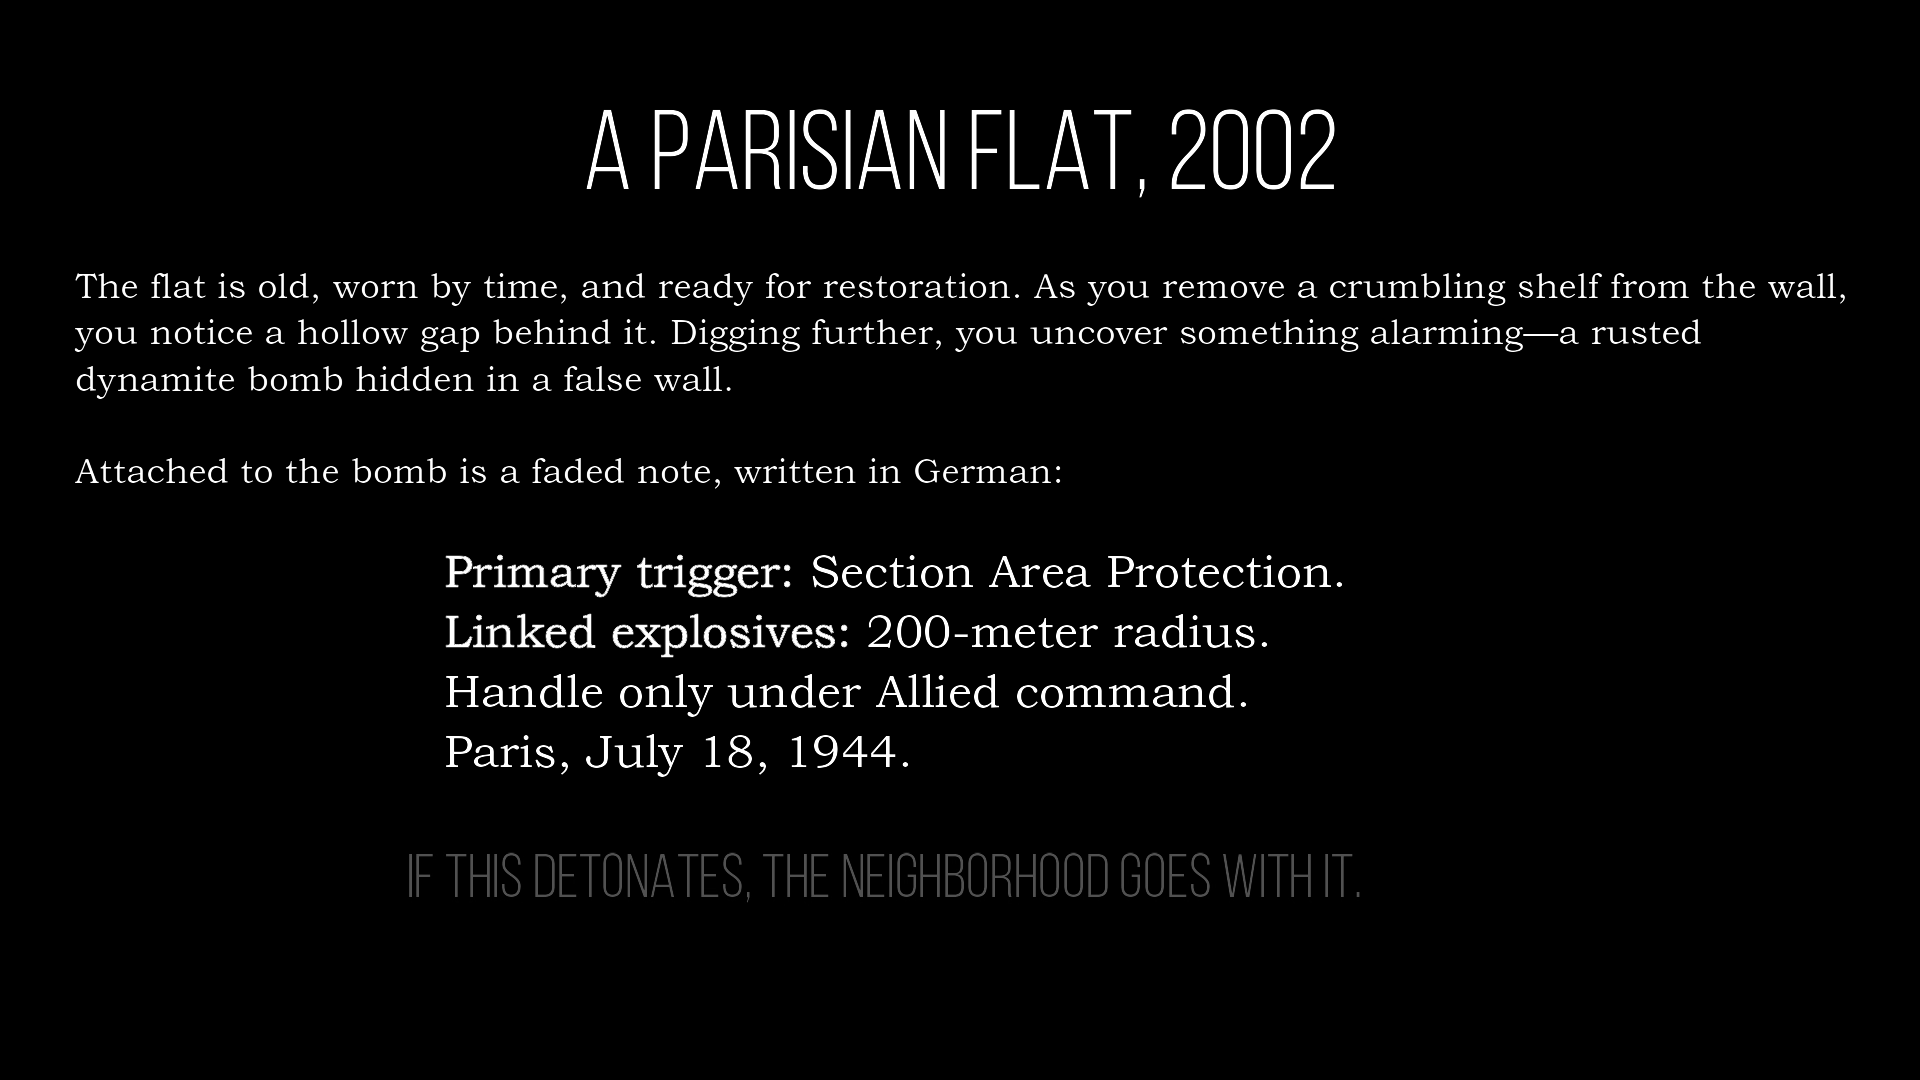 A PARISIAN FLAT, 2002
The flat is old, worn by time, and ready for restoration. As you remove a crumbling shelf from the wall,
you notice a hollow gap behind it. Digging further, you uncover something alarming—a rusted
dynamite bomb hidden in a false wall.
Attached to the bomb is a faded note, written in German:
Primary trigger: Section Area Protection.
Linked explosives: 200-meter radius.
Handle only under Allied command.
Paris, July 18, 1944.
IF THIS DETONATES, THE NEIGHBORHOOD GOES WITH IT.